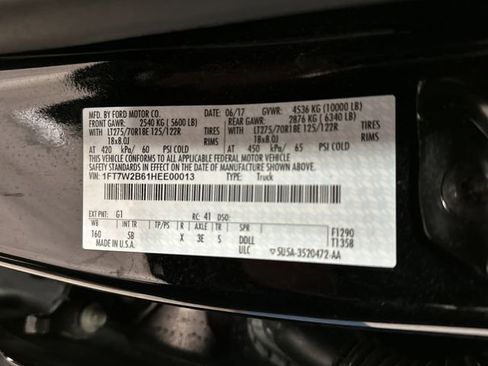 MFD. BY FORD MOTOR CO.
DATE: 06/17 GVWR: 4536 KG (10000 LB)
FRONT GAWR: 2540 KG (5600 LB) REAR GAWR: 2876 KG (6340 LB)
WITH LT275/70R18E 125/122R TIRES WITH LT275/70R18E 125/122R TIRES
18x8.0J RIMS 18x8.0J RIMS
AT 420 kPa/ 60 PSI COLD AT 450 kPa/ 65 PSI COLD
THIS VEHICLE CONFORMS TO ALL APPLICABLE FEDERAL MOTOR VEHICLE
SAFETY STANDARDS IN EFFECT ON THE DATE OF MANUFACTURE SHOWN ABOVE.
VIN: 1FT7W2B61HEE00013 TYPE: Truck
EXT PNT: G1 RC: 41 DSO:
WB INTR TR TP/PS R AXLE TR SPR
160 SB X 3E 5 DOLL F1290
MADE IN U.S.A. ULC T1358
5U5A-3520472-AA